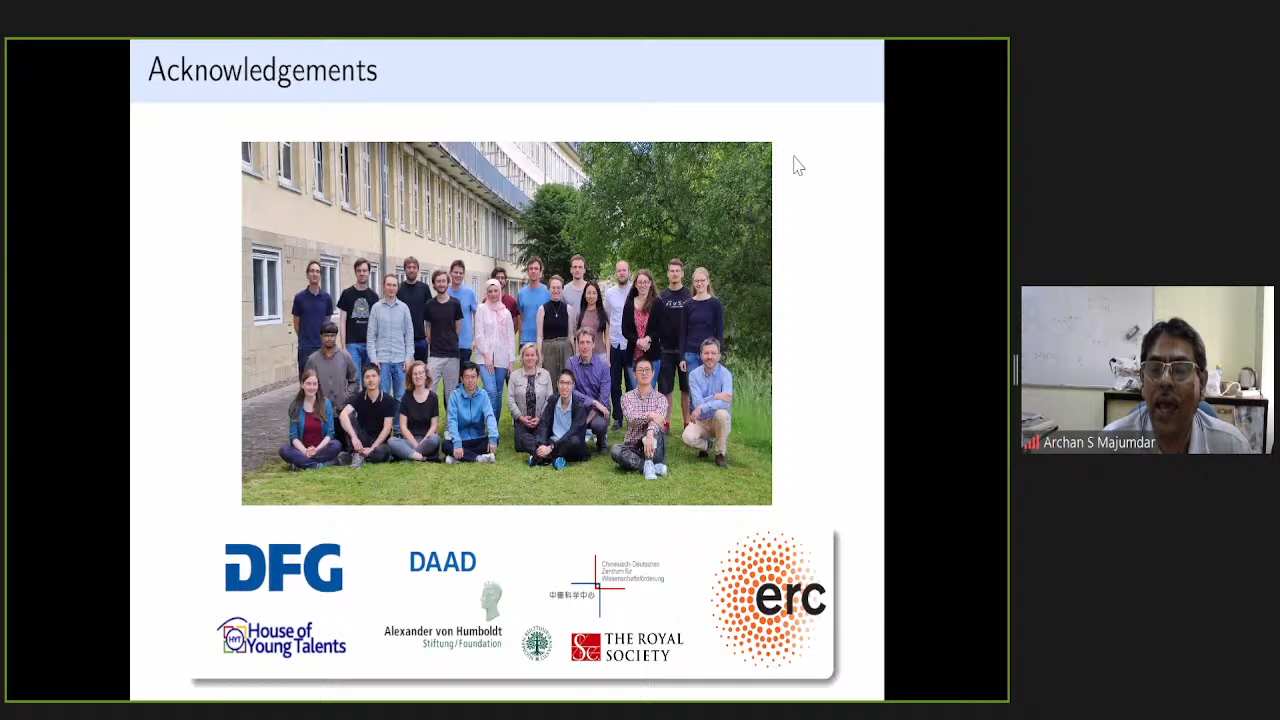 Acknowledgements
DFG
DAAD
Chinesisch-Deutsches
Zentrum für
Wissenschaftsförderung
中德科学中心
erc
HYT House of
Young Talents
Alexander von Humboldt
Stiftung/Foundation
THE ROYAL
SOCIETY
Archan S Majumdar